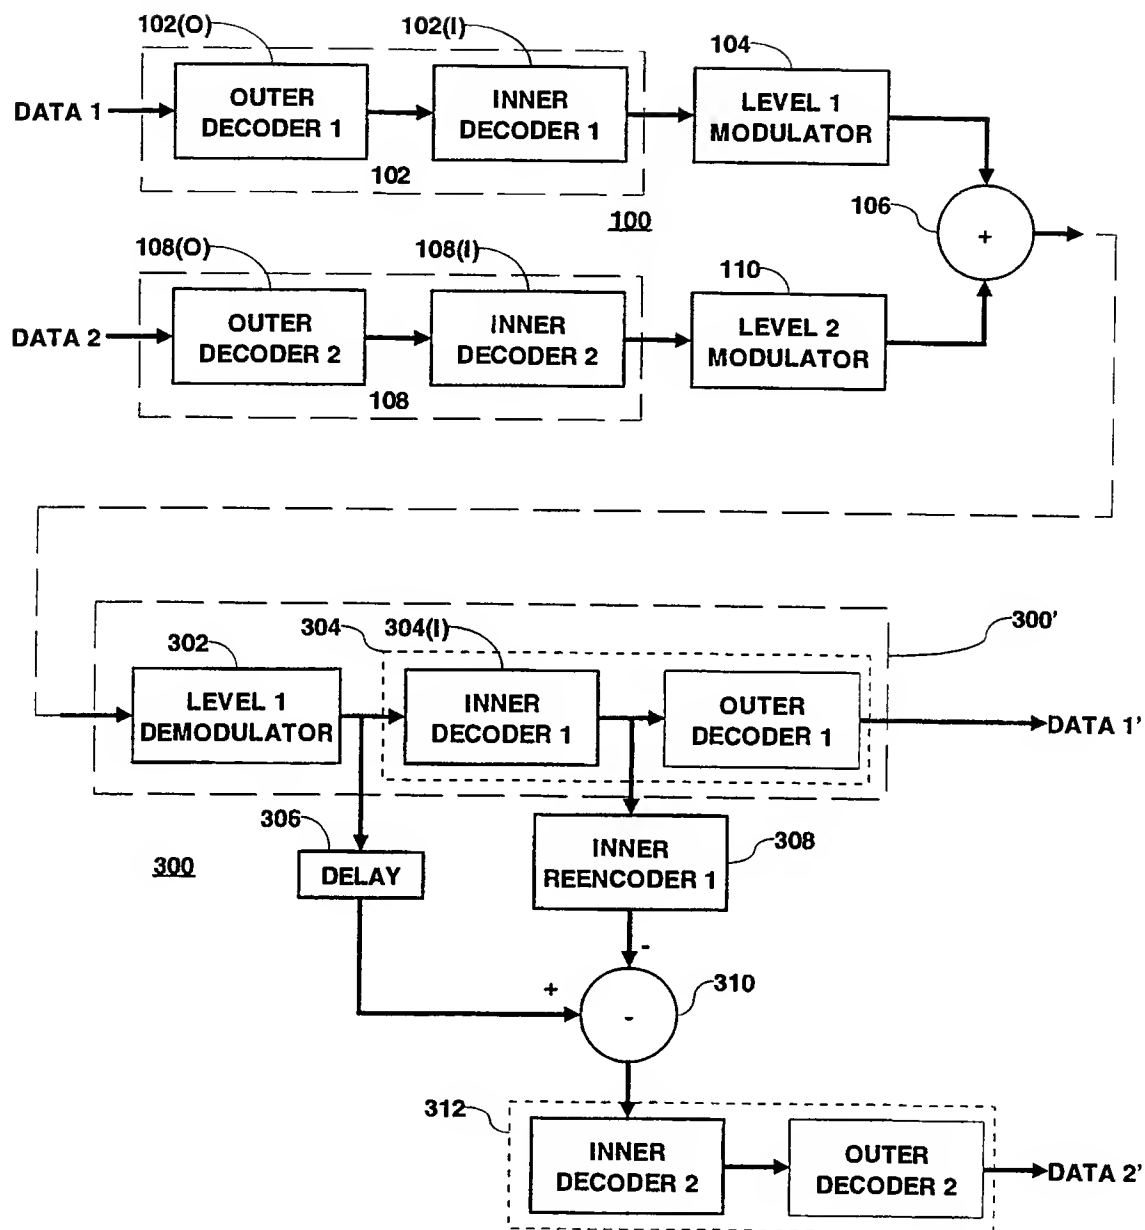 102(O)
102(I)
104
DATA 1
OUTER
DECODER 1
INNER
DECODER 1
LEVEL 1
MODULATOR
102
100
106
+
108(O)
108(I)
110
DATA 2
OUTER
DECODER 2
INNER
DECODER 2
LEVEL 2
MODULATOR
108
302
304
304(I)
300'
LEVEL 1
DEMODULATOR
INNER
DECODER 1
OUTER
DECODER 1
DATA 1'
306
300
DELAY
INNER
REENCODER 1
308
-
+
-
310
312
INNER
DECODER 2
OUTER
DECODER 2
DATA 2'